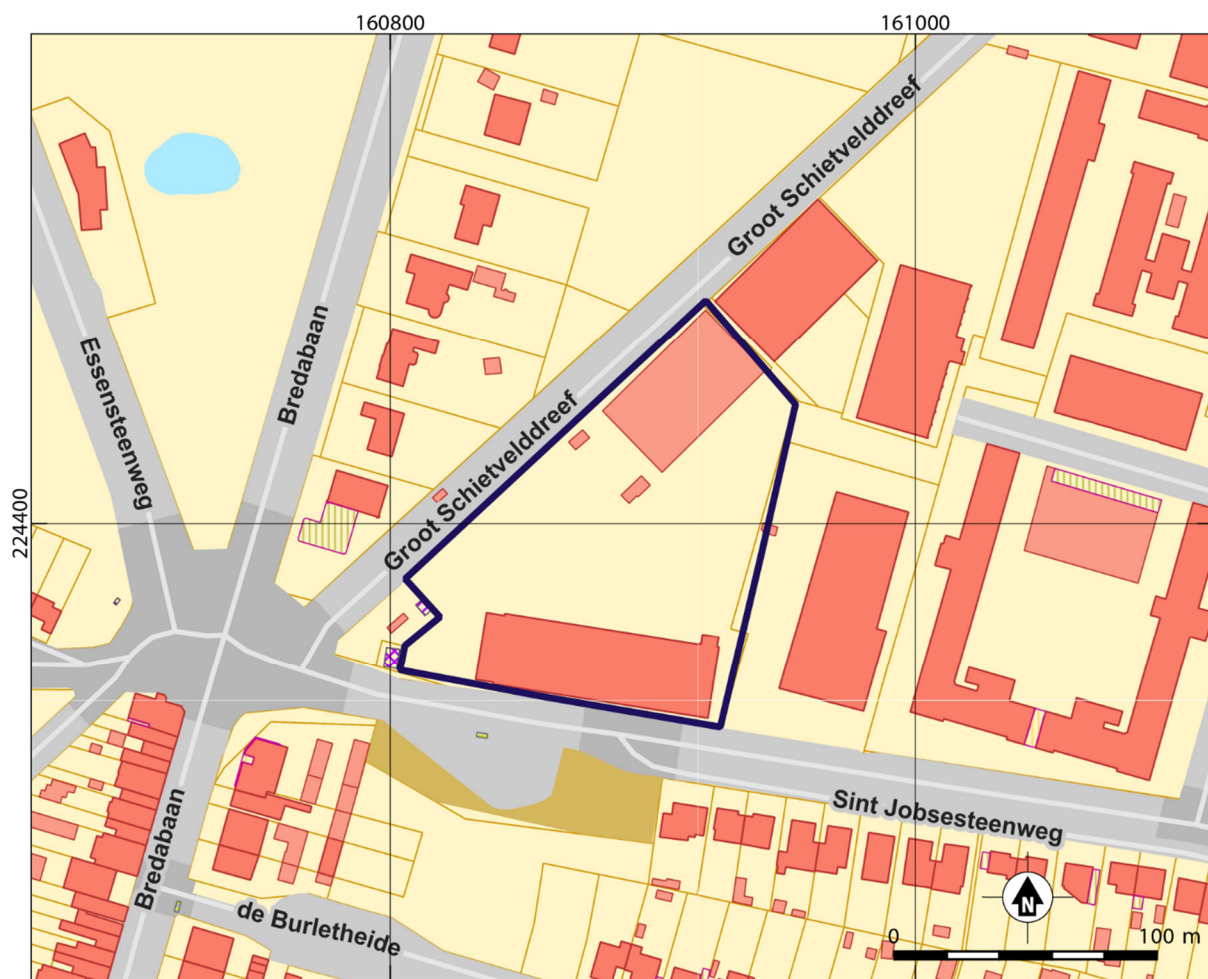 160800
161000
Groot Schietvelddreef
Bredabaan
Essensteenweg
Groot Schietvelddreef
224400
Sint Jobsesteenweg
Bredabaan
de Burletheide
N
0
100 m